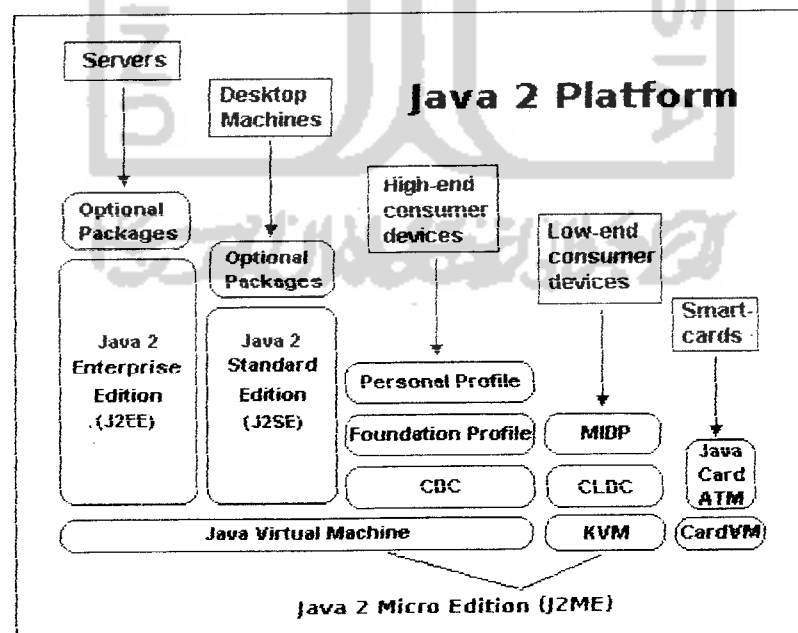 Servers
Desktop
Machines
Java 2 Platform
High-end
consumer
devices
Low-end
consumer
devices
Smart-
cards
Optional
Packages
Optional
Packages
Java 2
Enterprise
Edition
(J2EE)
Java 2
Standard
Edition
(J2SE)
Personal Profile
Foundation Profile
CDC
MIDP
CLDC
Java
Card
ATM
Java Virtual Machine
KVM
CardVM
Java 2 Micro Edition (J2ME)